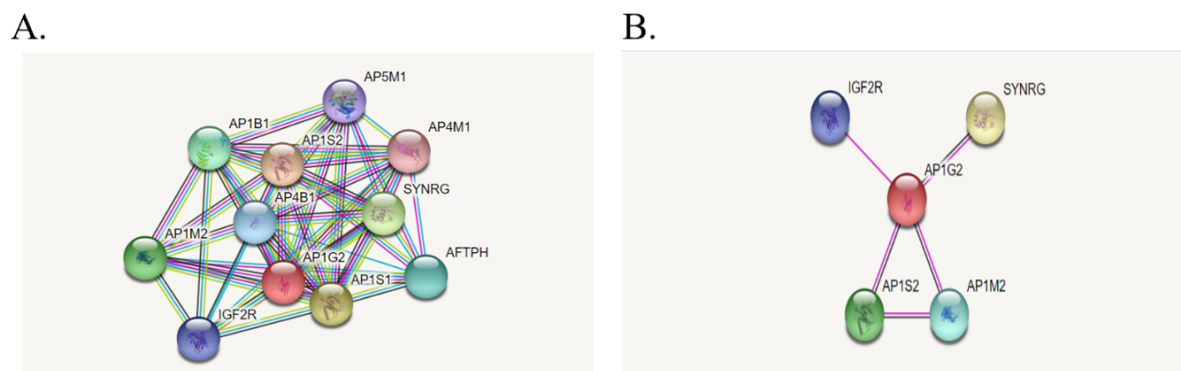 A.
B.
AP5M1
AP1B1
AP1S2
AP4M1
AP4B1
SYNRG
AP1M2
AP1G2
AFTPH
AP1S1
IGF2R
IGF2R
SYNRG
AP1G2
AP1S2
AP1M2